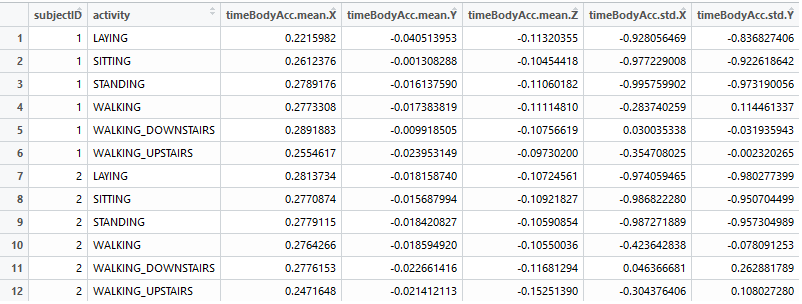 subjectID activity timeBodyAcc.mean.X timeBodyAcc.mean.Y timeBodyAcc.mean.Z timeBodyAcc.std.X timeBodyAcc.std.Y
1 1 LAYING 0.2215982 -0.040513953 -0.11320355 -0.928056469 -0.836827406
2 1 SITTING 0.2612376 -0.001308288 -0.10454418 -0.977229008 -0.922618642
3 1 STANDING 0.2789176 -0.016137590 -0.11060182 -0.995759902 -0.973190056
4 1 WALKING 0.2773308 -0.017383819 -0.11114810 -0.283740259 0.114461337
5 1 WALKING_DOWNSTAIRS 0.2891883 -0.009918505 -0.10756619 0.030035338 -0.031935943
6 1 WALKING_UPSTAIRS 0.2554617 -0.023953149 -0.09730200 -0.354708025 -0.002320265
7 2 LAYING 0.2813734 -0.018158740 -0.10724561 -0.974059465 -0.980277399
8 2 SITTING 0.2770874 -0.015687994 -0.10921827 -0.986822280 -0.950704499
9 2 STANDING 0.2779115 -0.018420827 -0.10590854 -0.987271889 -0.957304989
10 2 WALKING 0.2764266 -0.018594920 -0.10550036 -0.423642838 -0.078091253
11 2 WALKING_DOWNSTAIRS 0.2776153 -0.022661416 -0.11681294 0.046366681 0.262881789
12 2 WALKING_UPSTAIRS 0.2471648 -0.021412113 -0.15251390 -0.304376406 0.108027280